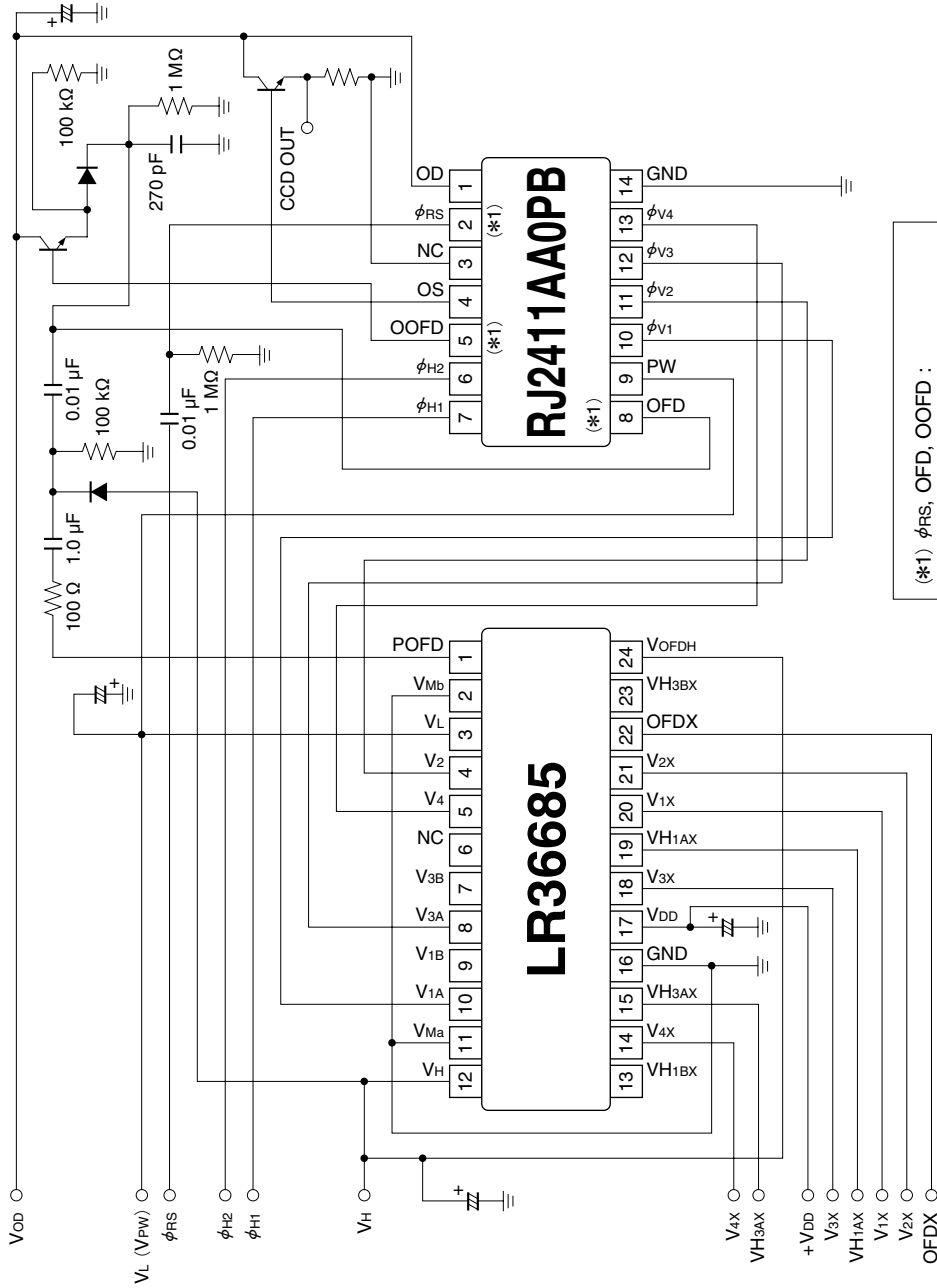 VOD
VL (VPW)
ϕRS
ϕH2
ϕH1
VH
V4X
VH3AX
+VDD
V3X
VH1AX
V1X
V2X
OFDX
+
100 kΩ
1 MΩ
270 pF
CCD OUT
0.01 µF
100 kΩ
0.01 µF
1 MΩ
1.0 µF
100 Ω
+
+
+
OD
ϕRS
NC
OS
OOFD
ϕH2
ϕH1
1
2
3
4
5
6
7
(*1)
(*1)
RJ2411AA0PB
(*1)
14
13
12
11
10
9
8
GND
ϕV4
ϕV3
ϕV2
ϕV1
PW
OFD
POFD
VMb
VL
V2
V4
NC
V3B
V3A
V1B
V1A
VMa
VH
1
2
3
4
5
6
7
8
9
10
11
12
LR36685
24
23
22
21
20
19
18
17
16
15
14
13
VOFDH
VH3BX
OFDX
V2X
V1X
VH1AX
V3X
VDD
GND
VH3AX
V4X
VH1BX
(*1) ϕRS, OFD, OOFD :